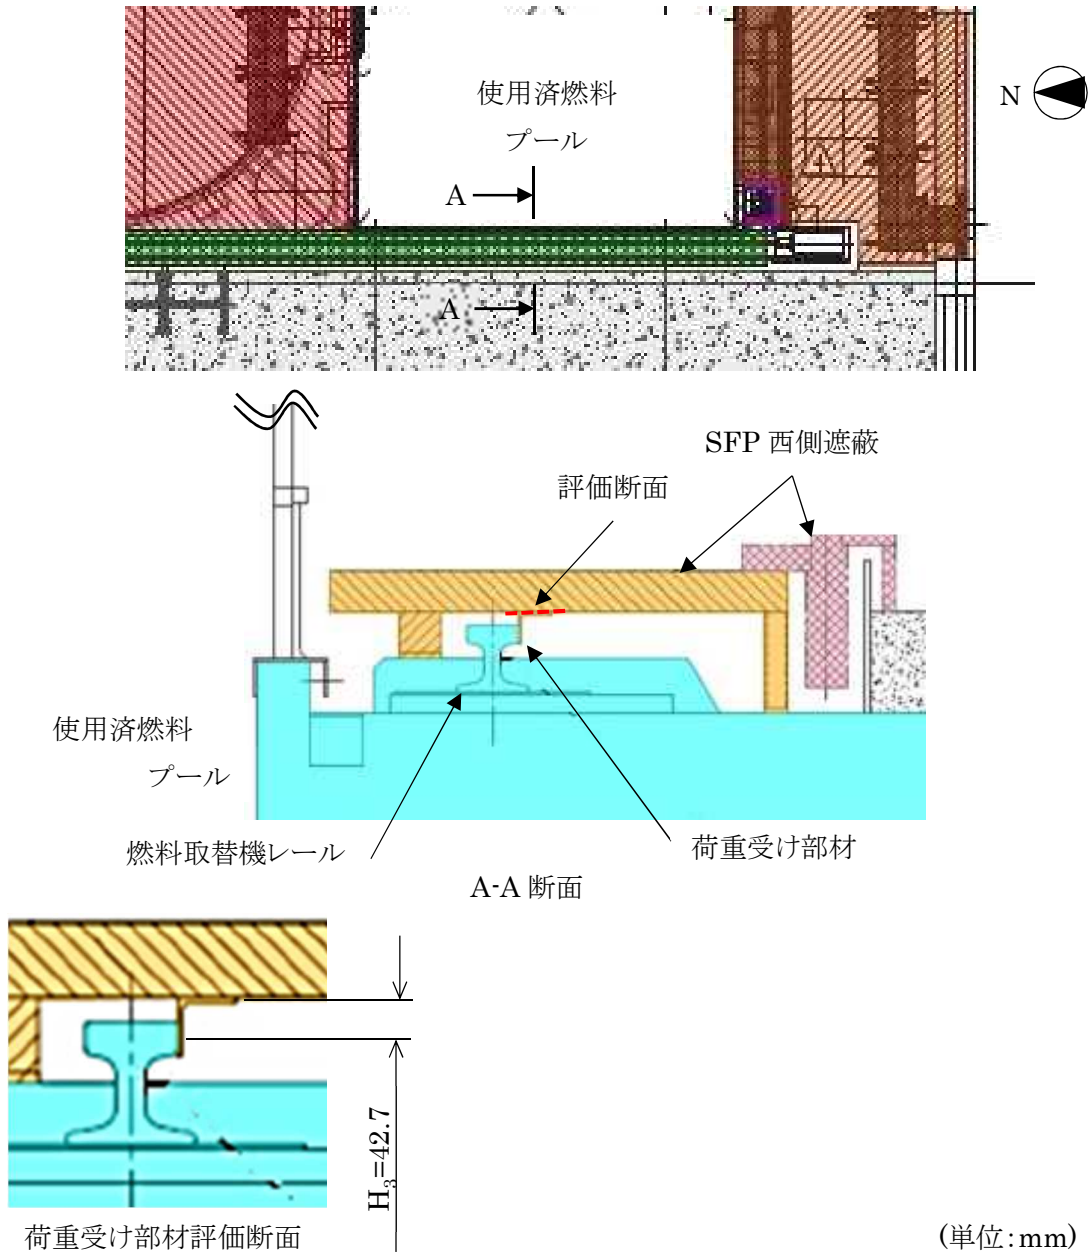 使用済燃料
プール
N
A
A
SFP 西側遮蔽
評価断面
使用済燃料
プール
燃料取替機レール
荷重受け部材
A-A 断面
H₃=42.7
荷重受け部材評価断面
(単位:mm)